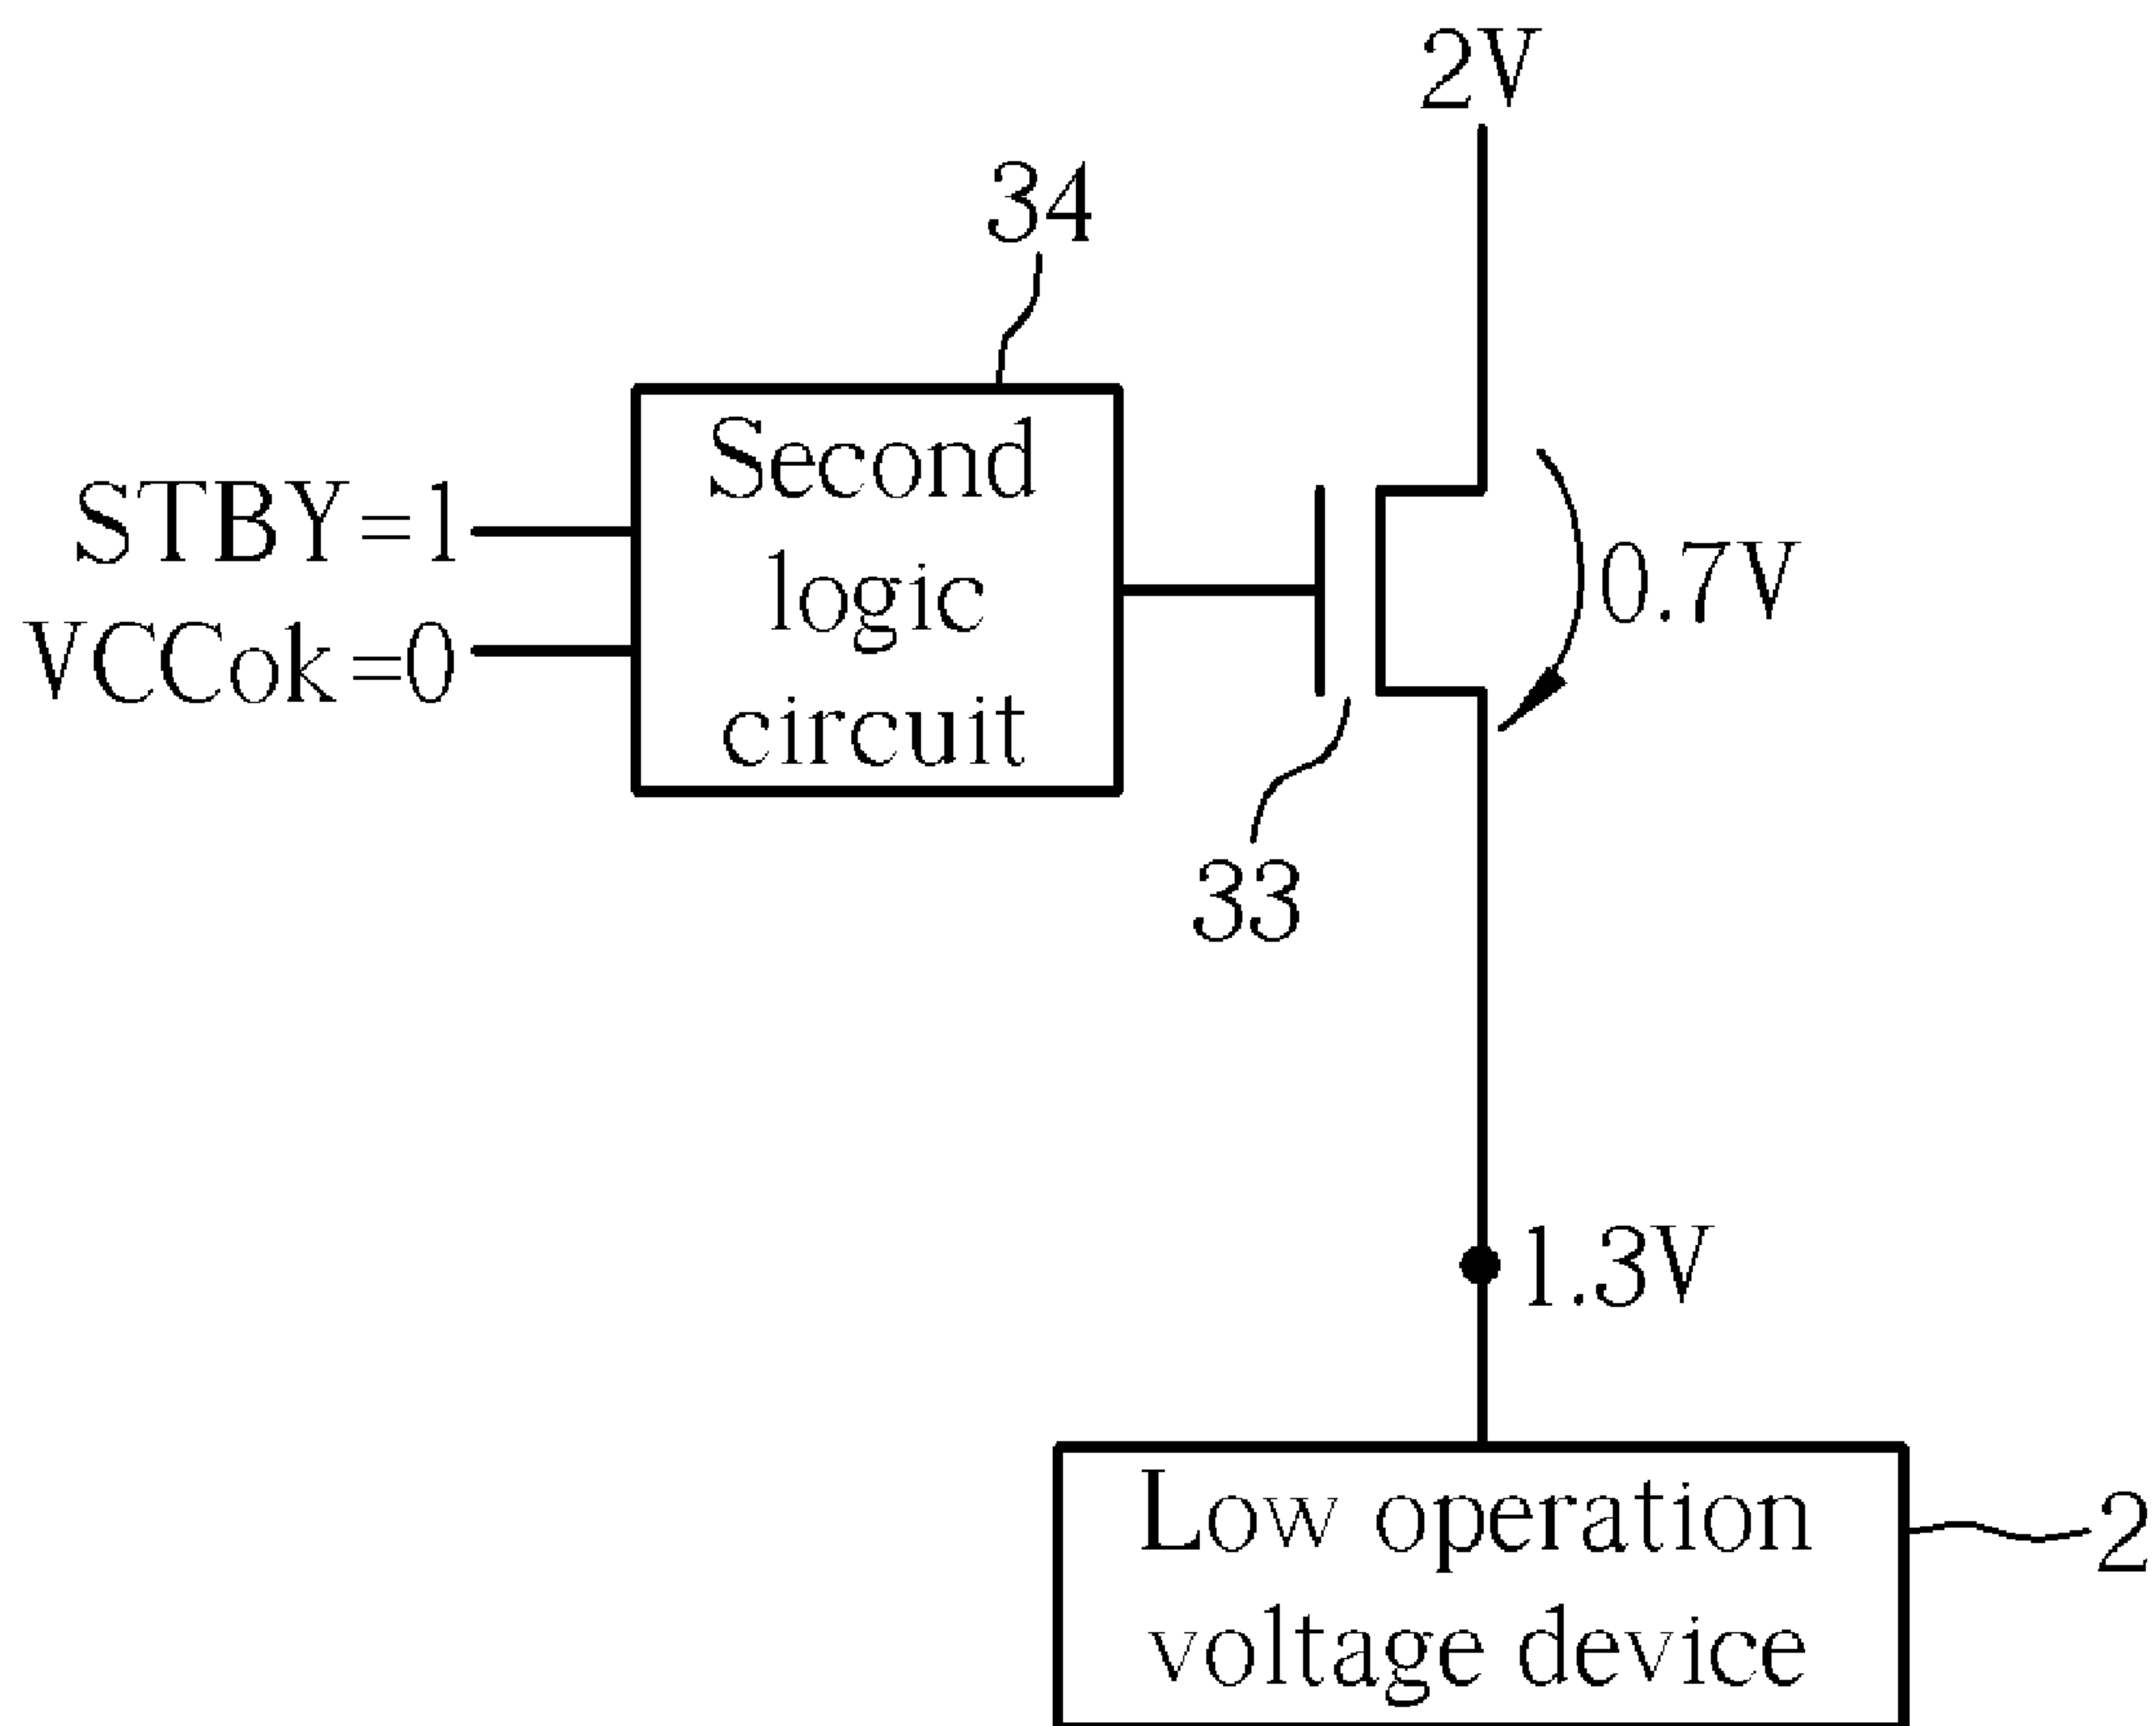 2V
34
Second
logic
circuit
STBY=1
VCCok=0
0.7V
33
1.3V
Low operation
voltage device
2